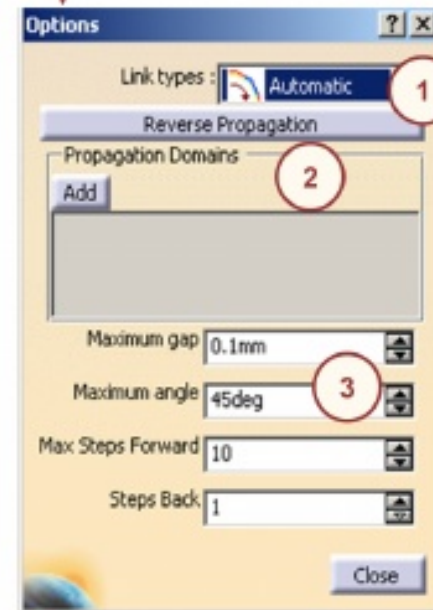 Options ? X
Link types : Automatic 1
Reverse Propagation
Propagation Domains 2
Add
Maximum gap 0.1mm
Maximum angle 45deg 3
Max Steps Forward 10
Steps Back 1
Close